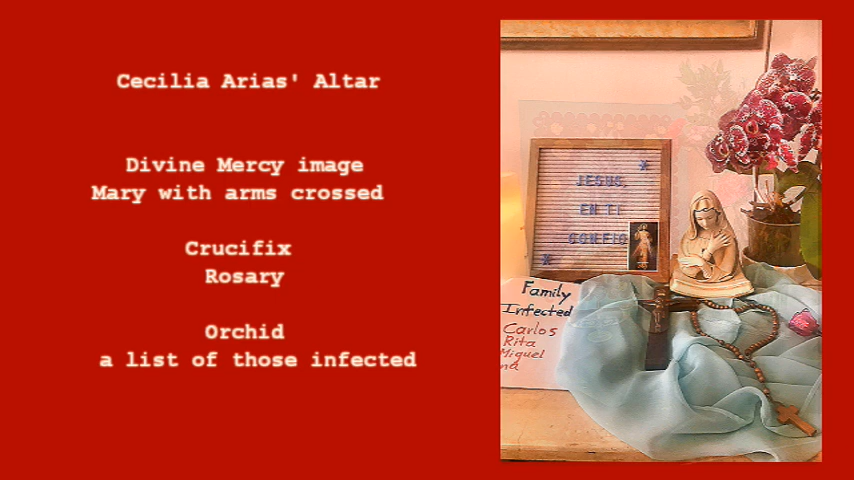 Cecilia Arias' Altar
Divine Mercy image
Mary with arms crossed
Crucifix
Rosary
Orchid
a list of those infected
JESUS,
EN TI
CONFIO
Family
Infected
Carlos
Rita
Miguel